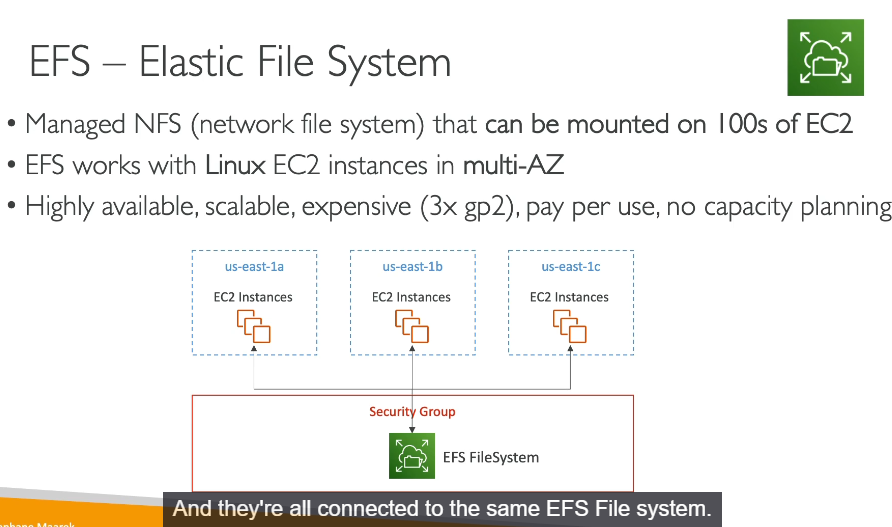 EFS – Elastic File System
• Managed NFS (network file system) that can be mounted on 100s of EC2
• EFS works with Linux EC2 instances in multi-AZ
• Highly available, scalable, expensive (3x gp2), pay per use, no capacity planning
us-east-1a
us-east-1b
us-east-1c
EC2 Instances
EC2 Instances
EC2 Instances
Security Group
EFS FileSystem
And they're all connected to the same EFS File system.